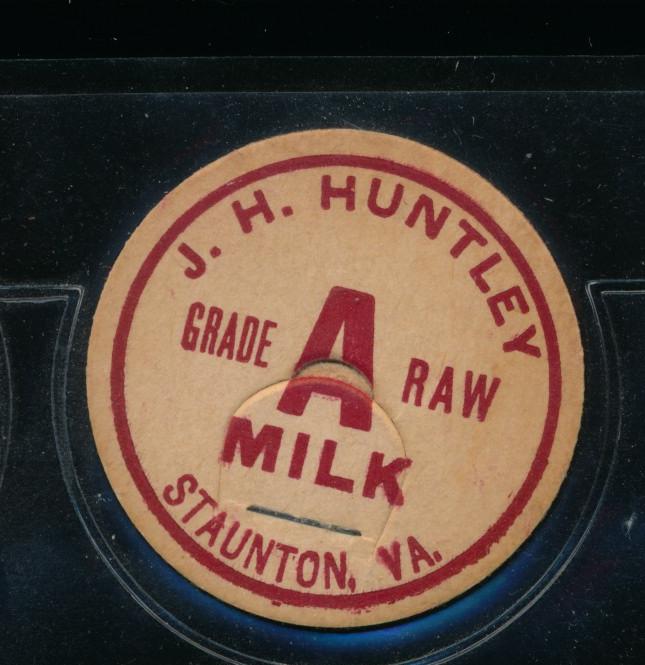 J. H. HUNTLEY
GRADE A RAW
MILK
STAUNTON, VA.